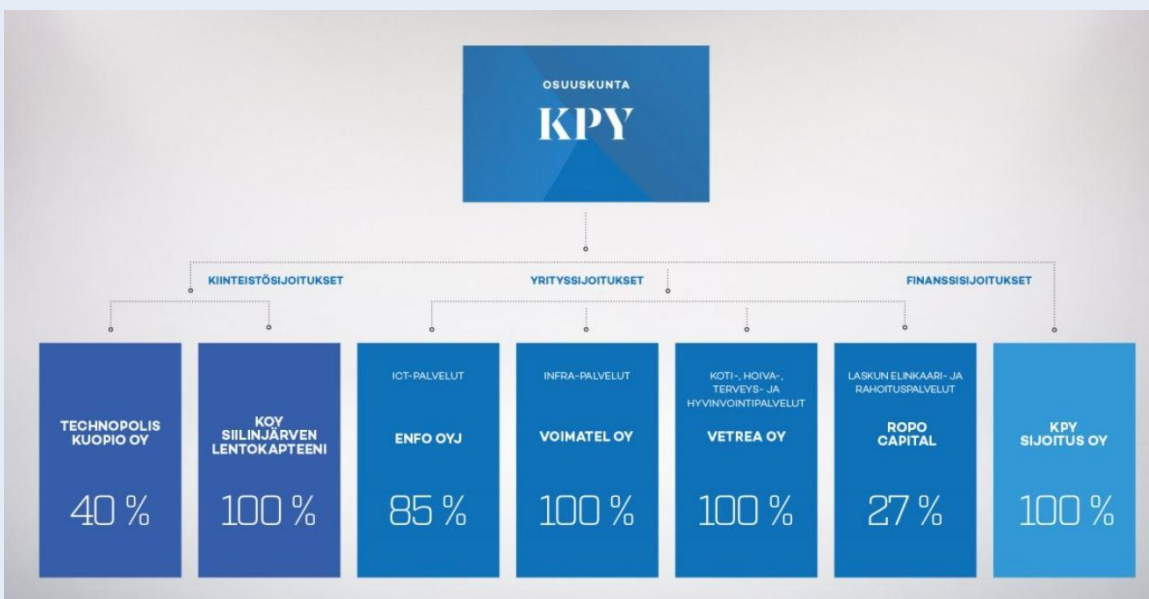 OSUUSKUNTA
KPY
KIINTEISTÖSIJOITUKSET
YRITYSSIJOITUKSET
FINANSSISIJOITUKSET
TECHNOPOLIS
KUOPIO OY
40 %
KOY
SIILINJÄRVEN
LENTOKAPTEENI
100 %
ICT-PALVELUT
ENFO OYJ
85 %
INFRA-PALVELUT
VOIMATEL OY
100 %
KOTI-, HOIVA-,
TERVEYS- JA
HYVINVOINTIPALVELUT
VETREA OY
100 %
LASKUN ELINKAARI- JA
RAHOITUSPALVELUT
ROPO
CAPITAL
27 %
KPY
SIJOITUS OY
100 %